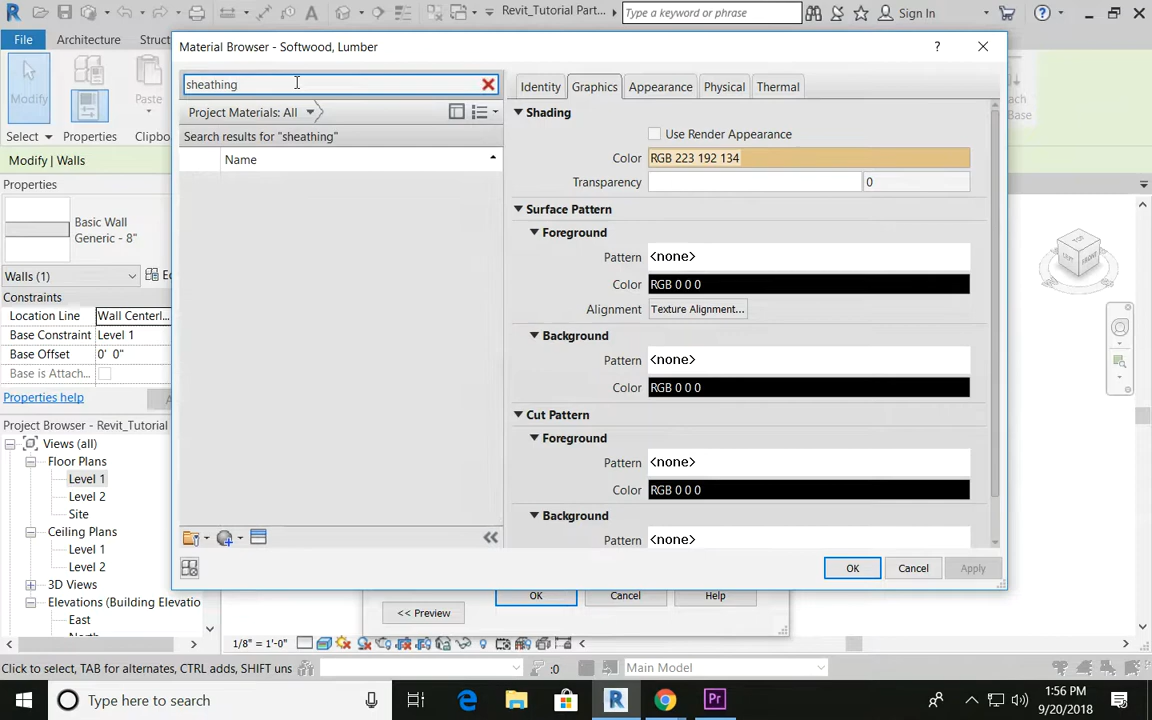 Revit_Tutorial Part...
Type a keyword or phrase
Sign In
File
Architecture
Struct
Modify
Properties
Paste
ach
Base
Select
Properties
Clipbo
Modify | Walls
Properties
Basic Wall
Generic - 8"
Walls (1)
Constraints
Location Line
Wall Centerl...
Base Constraint
Level 1
Base Offset
0' 0"
Base is Attach...
Properties help
Project Browser - Revit_Tutorial
Views (all)
Floor Plans
Level 1
Level 2
Site
Ceiling Plans
Level 1
Level 2
3D Views
Elevations (Building Elevatio
East
Material Browser - Softwood, Lumber
sheathing
Project Materials: All
Search results for "sheathing"
Name
Identity
Graphics
Appearance
Physical
Thermal
Shading
Use Render Appearance
Color
RGB 223 192 134
Transparency
0
Surface Pattern
Foreground
Pattern
<none>
Color
RGB 0 0 0
Alignment
Texture Alignment...
Background
Pattern
<none>
Color
RGB 0 0 0
Cut Pattern
Foreground
Pattern
<none>
Color
RGB 0 0 0
Background
Pattern
<none>
OK
Cancel
Apply
<< Preview
OK
Cancel
Help
TOP
FRONT
1/8" = 1'-0"
Click to select, TAB for alternates, CTRL adds, SHIFT uns
:0
Main Model
Type here to search
R
Pr
1:56 PM
9/20/2018